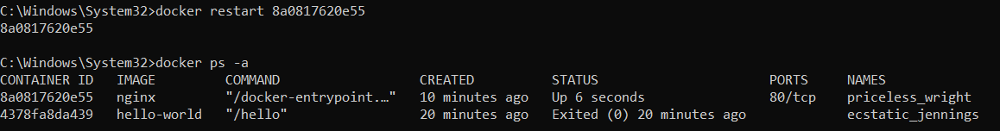 C:\Windows\System32>docker restart 8a0817620e55
8a0817620e55
C:\Windows\System32>docker ps -a
CONTAINER ID   IMAGE         COMMAND                  CREATED          STATUS                      PORTS     NAMES
8a0817620e55   nginx         "/docker-entrypoint.…"   10 minutes ago   Up 6 seconds                80/tcp    priceless_wright
4378fa8da439   hello-world   "/hello"                 20 minutes ago   Exited (0) 20 minutes ago             ecstatic_jennings